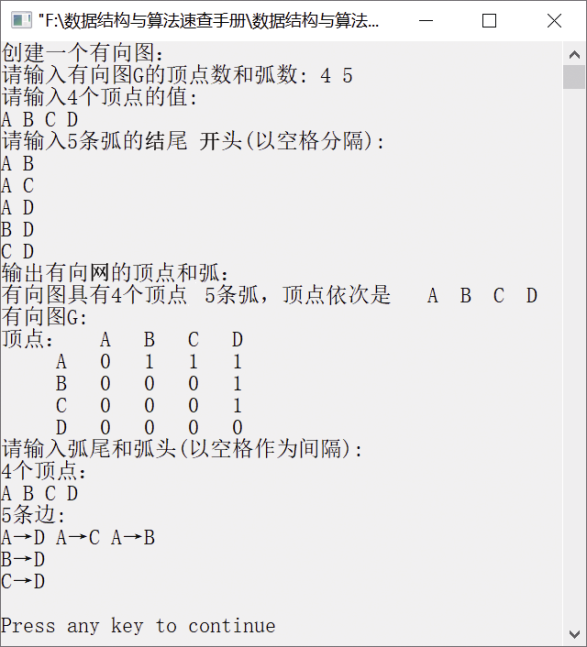 "F:\数据结构与算法速查手册\数据结构与算法...
创建一个有向图:
请输入有向图G的顶点数和弧数: 4 5
请输入4个顶点的值:
A B C D
请输入5条弧的结尾 开头(以空格分隔):
A B
A C
A D
B D
C D
输出有向网的顶点和弧:
有向图具有4个顶点 5条弧, 顶点依次是 A B C D
有向图G:
顶点: A B C D
A 0 1 1 1
B 0 0 0 1
C 0 0 0 1
D 0 0 0 0
请输入弧尾和弧头(以空格作为间隔):
4个顶点:
A B C D
5条边:
A→D A→C A→B
B→D
C→D
Press any key to continue